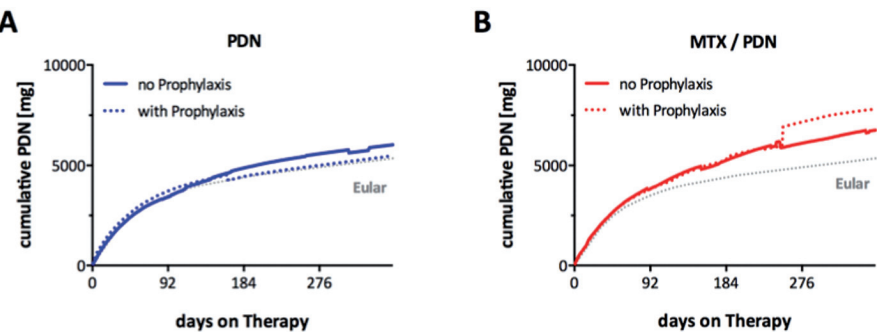 A
PDN
cumulative PDN [mg]
10000
5000
0
no Prophylaxis
with Prophylaxis
Eular
0 92 184 276
days on Therapy
B
MTX / PDN
cumulative PDN [mg]
10000
5000
0
no Prophylaxis
with Prophylaxis
Eular
0 92 184 276
days on Therapy